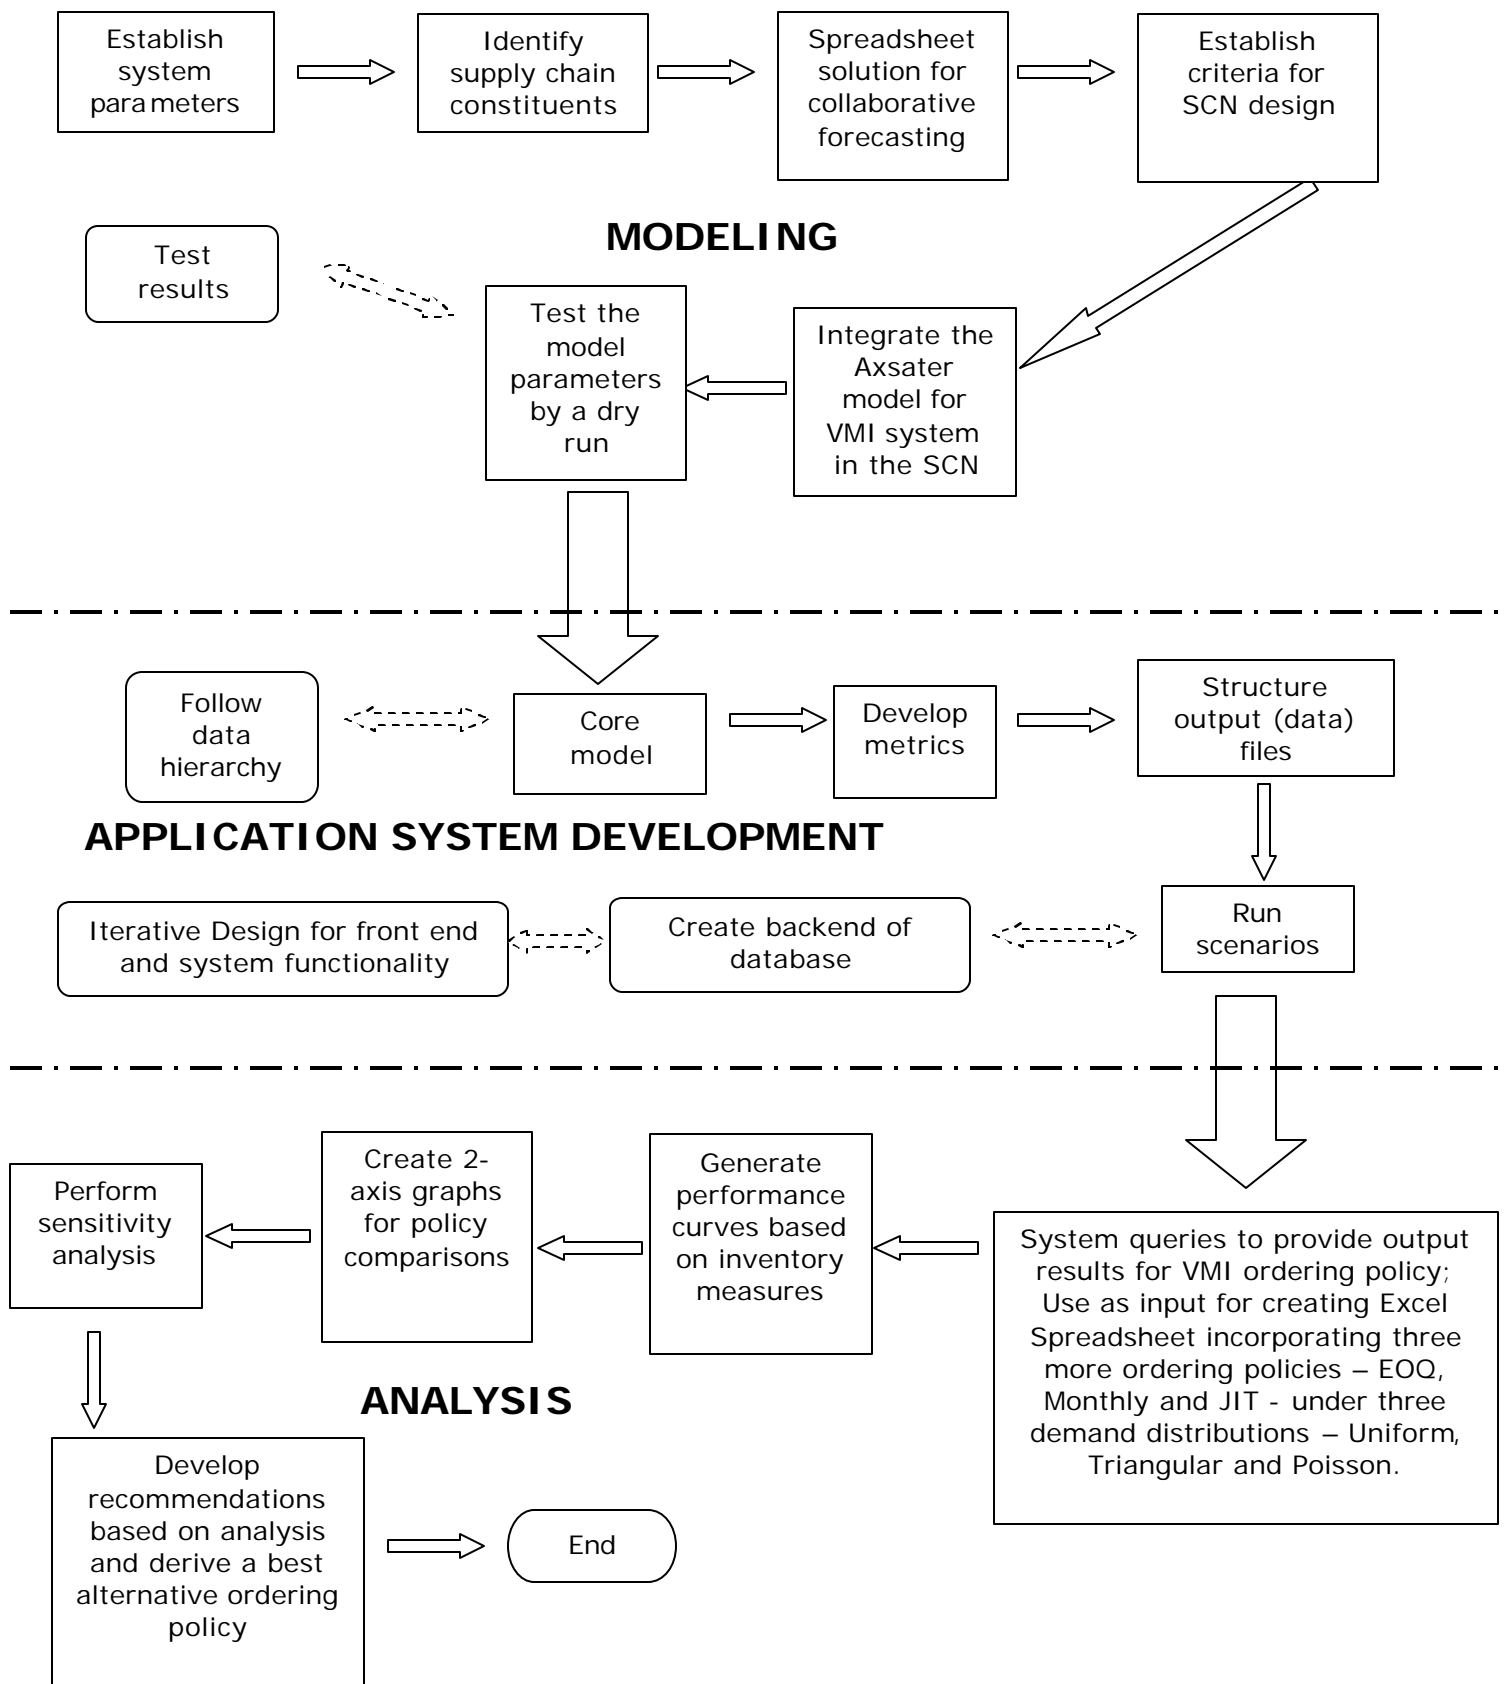 Establish
system
parameters
Identify
supply chain
constituents
Spreadsheet
solution for
collaborative
forecasting
Establish
criteria for
SCN design
MODELING
Test
results
Test the
model
parameters
by a dry
run
Integrate the
Axsater
model for
VMI system
in the SCN
Follow
data
hierarchy
Core
model
Develop
metrics
Structure
output (data)
files
APPLICATION SYSTEM DEVELOPMENT
Iterative Design for front end
and system functionality
Create backend of
database
Run
scenarios
Perform
sensitivity
analysis
Create 2-
axis graphs
for policy
comparisons
Generate
performance
curves based
on inventory
measures
System queries to provide output
results for VMI ordering policy;
Use as input for creating Excel
Spreadsheet incorporating three
more ordering policies – EOQ,
Monthly and JIT - under three
demand distributions – Uniform,
Triangular and Poisson.
ANALYSIS
Develop
recommendations
based on analysis
and derive a best
alternative ordering
policy
End